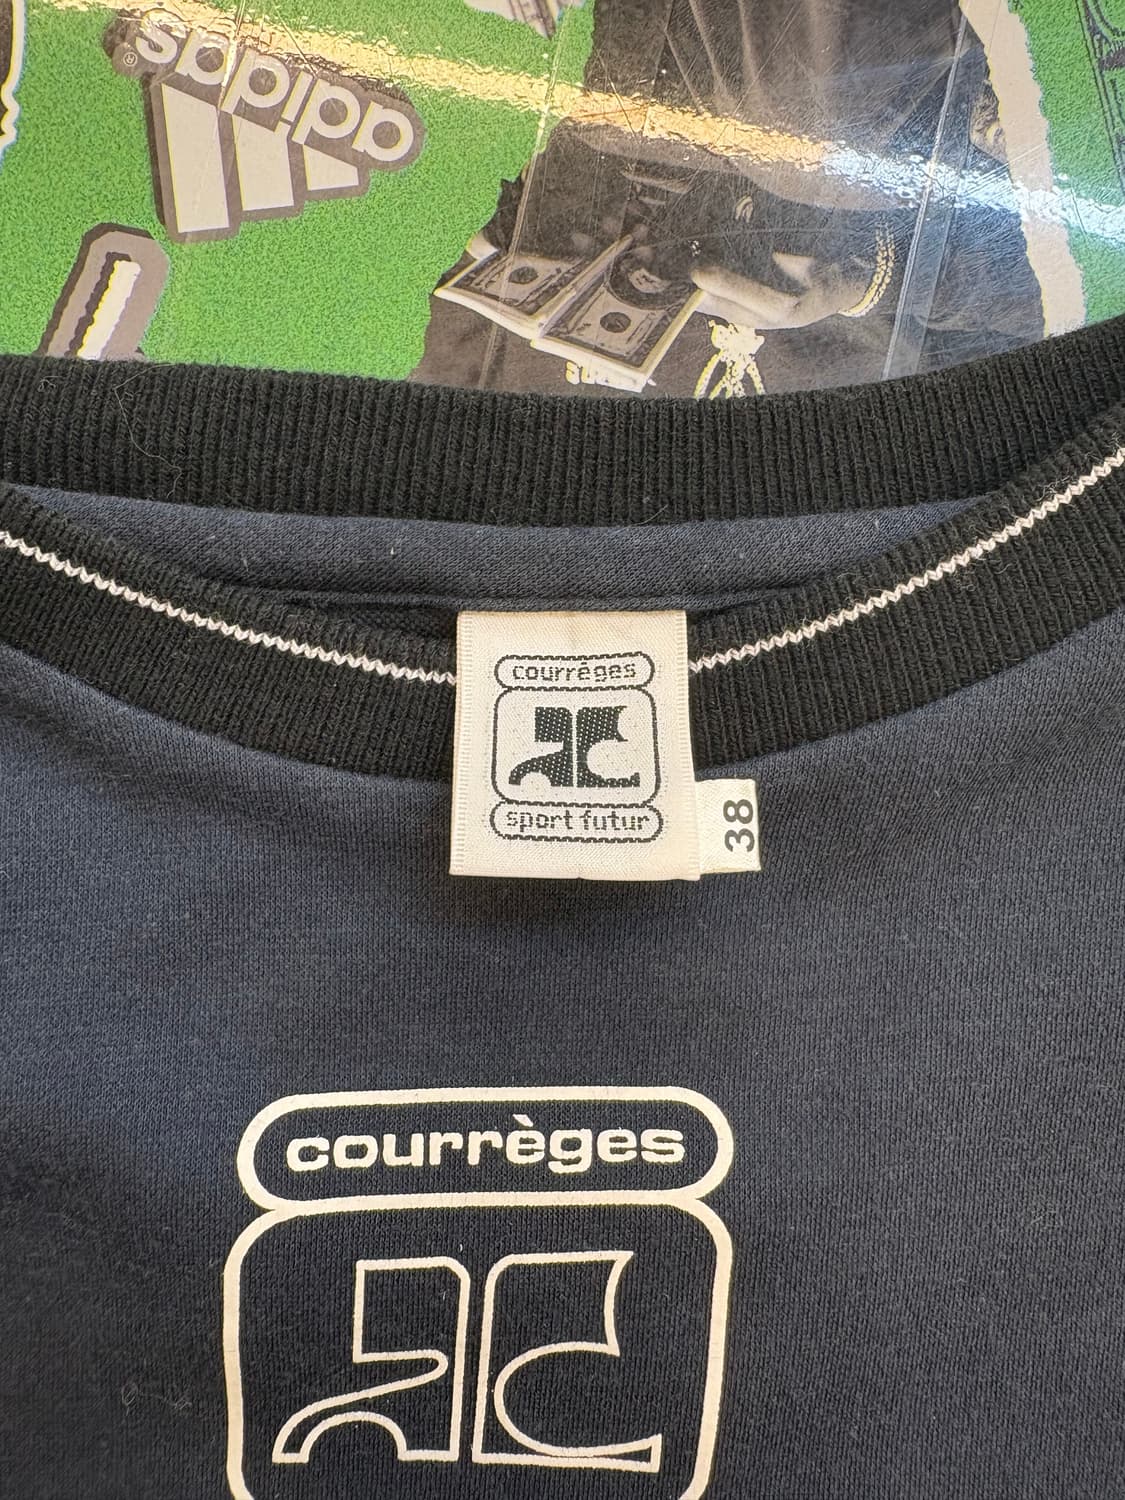 adidas
®
courrèges
sport futur
38
courrèges